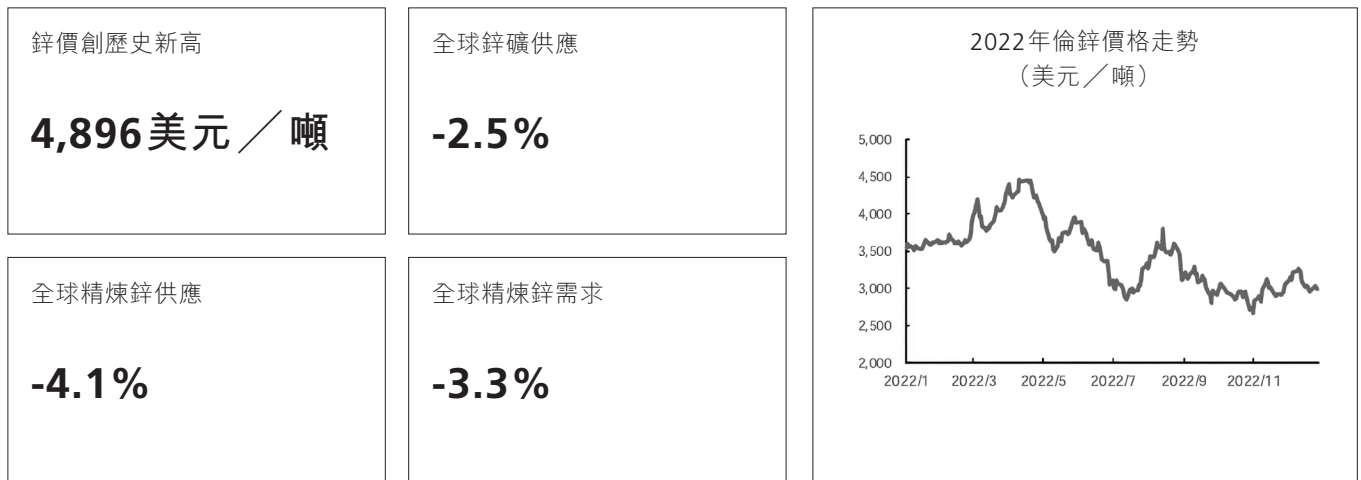 鋅價創歷史新高
4,896美元／噸
全球鋅礦供應
-2.5%
全球精煉鋅供應
-4.1%
全球精煉鋅需求
-3.3%
2022年倫鋅價格走勢
（美元／噸）
5,000
4,500
4,000
3,500
3,000
2,500
2,000
2022/1 2022/3 2022/5 2022/7 2022/9 2022/11